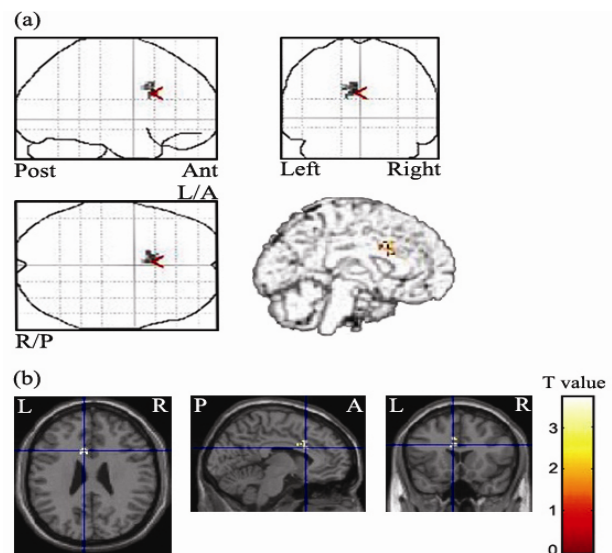 (a)
Post Ant Left Right
L/A
R/P
(b)
T value
L R P A L R
3
2
1
0